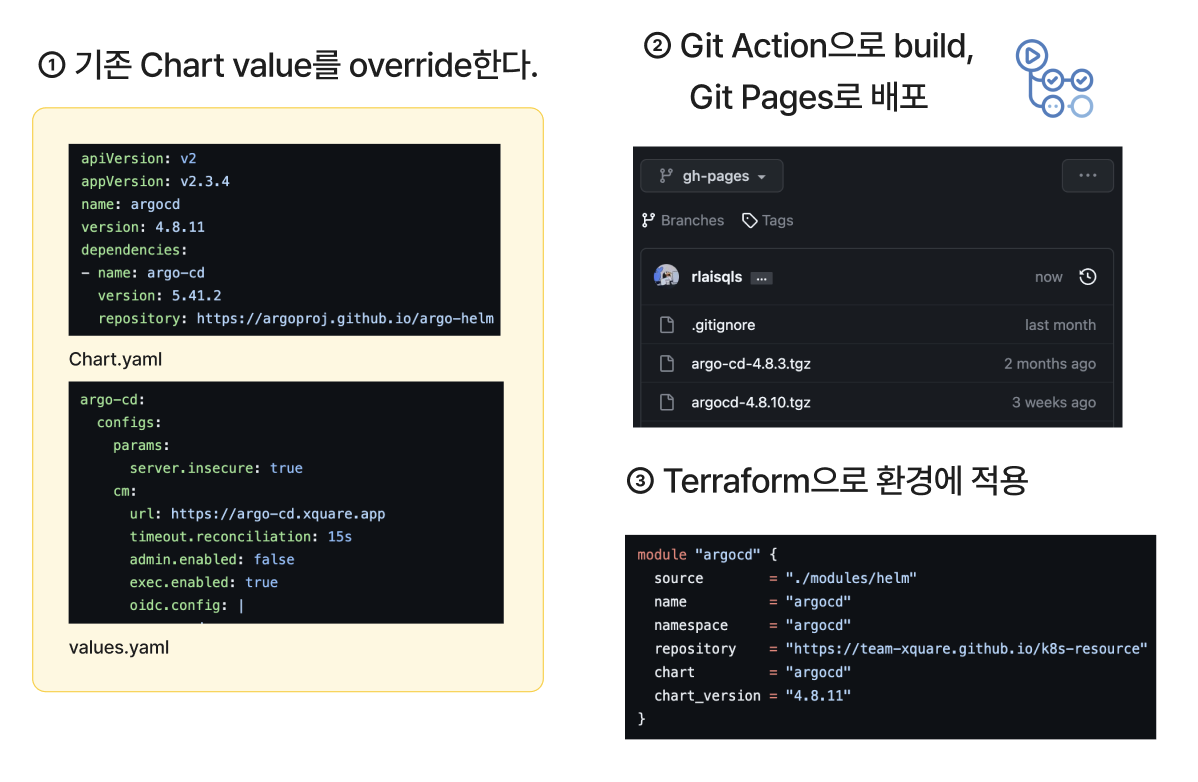 ① 기존 Chart value를 override한다.
apiVersion: v2
appVersion: v2.3.4
name: argocd
version: 4.8.11
dependencies:
- name: argo-cd
  version: 5.41.2
  repository: https://argoproj.github.io/argo-helm
Chart.yaml
argo-cd:
  configs:
    params:
      server.insecure: true
    cm:
      url: https://argo-cd.xquare.app
      timeout.reconciliation: 15s
      admin.enabled: false
      exec.enabled: true
      oidc.config: |
values.yaml
② Git Action으로 build,
Git Pages로 배포
gh-pages
Branches Tags
rlaisqls ... now
.gitignore last month
argo-cd-4.8.3.tgz 2 months ago
argocd-4.8.10.tgz 3 weeks ago
③ Terraform으로 환경에 적용
module "argocd" {
  source = "./modules/helm"
  name = "argocd"
  namespace = "argocd"
  repository = "https://team-xquare.github.io/k8s-resource"
  chart = "argocd"
  chart_version = "4.8.11"
}